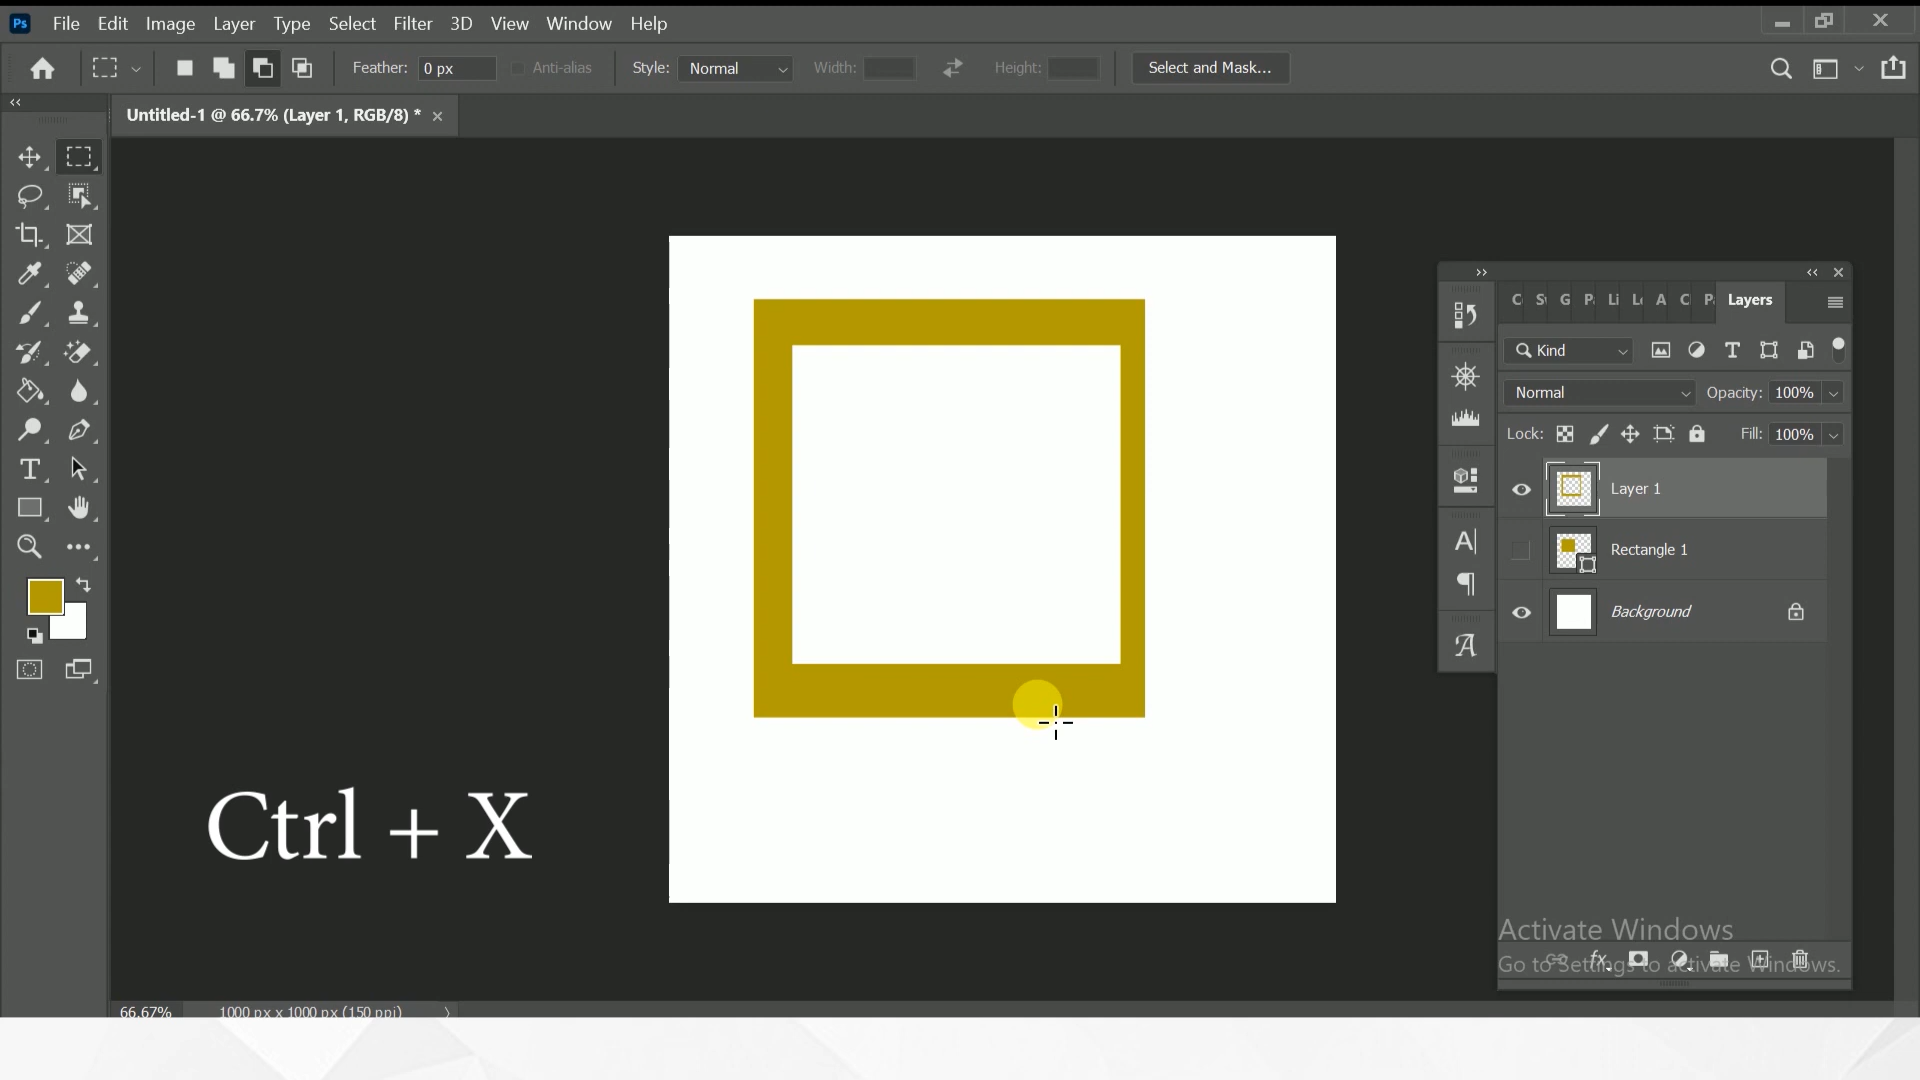 Ps File Edit Image Layer Type Select Filter 3D View Window Help
Feather: 0 px Anti-alias Style: Normal Width: Height: Select and Mask...
Untitled-1 @ 66.7% (Layer 1, RGB/8) *
Layers
Kind
Normal Opacity: 100%
Lock: Fill: 100%
Layer 1
Rectangle 1
Background
Ctrl + X
Activate Windows
Go to Settings to activate Windows.
66.67% 1000 px x 1000 px (150 ppi)